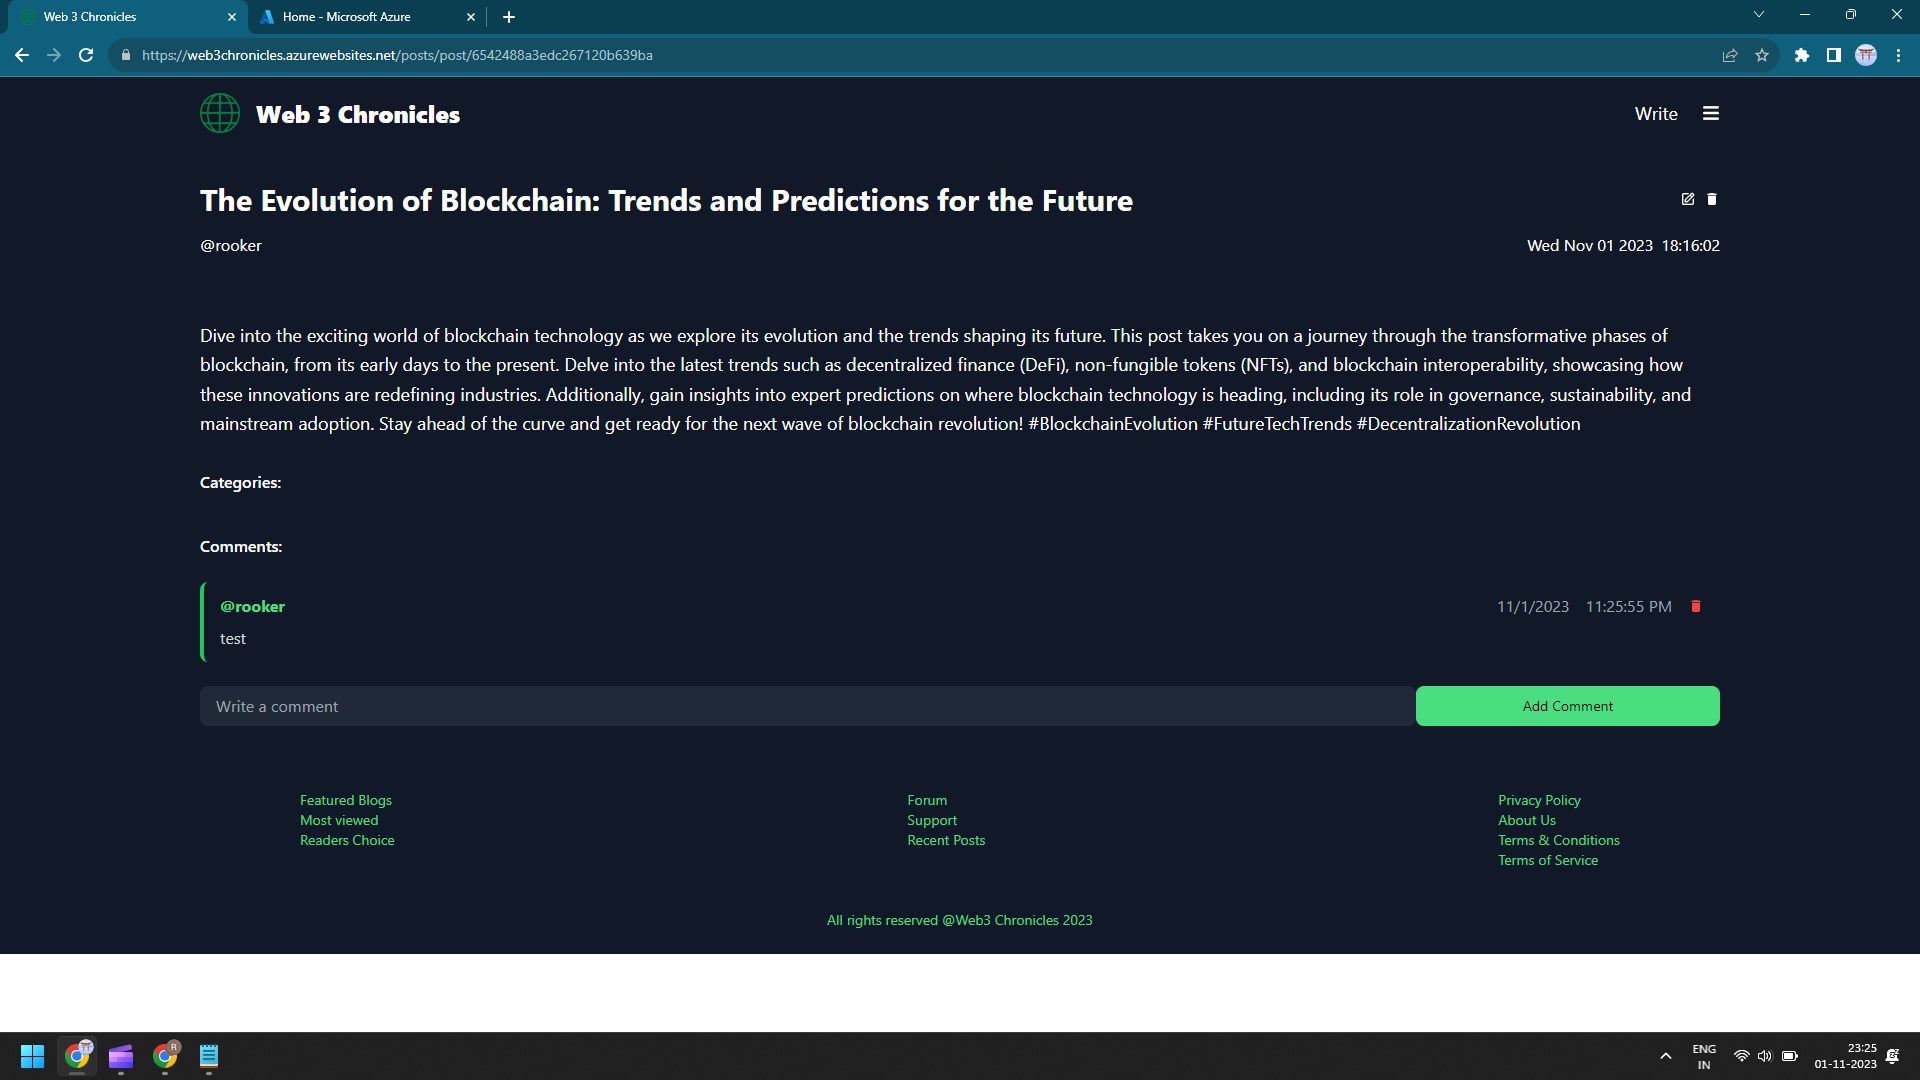 Web 3 Chronicles
Home - Microsoft Azure
https://web3chronicles.azurewebsites.net/posts/post/6542488a3edc267120b639ba
Web 3 Chronicles
Write
The Evolution of Blockchain: Trends and Predictions for the Future
@rooker
Wed Nov 01 2023 18:16:02
Dive into the exciting world of blockchain technology as we explore its evolution and the trends shaping its future. This post takes you on a journey through the transformative phases of
blockchain, from its early days to the present. Delve into the latest trends such as decentralized finance (DeFi), non-fungible tokens (NFTs), and blockchain interoperability, showcasing how
these innovations are redefining industries. Additionally, gain insights into expert predictions on where blockchain technology is heading, including its role in governance, sustainability, and
mainstream adoption. Stay ahead of the curve and get ready for the next wave of blockchain revolution! #BlockchainEvolution #FutureTechTrends #DecentralizationRevolution
Categories:
Comments:
@rooker
11/1/2023 11:25:55 PM
test
Write a comment
Add Comment
Featured Blogs
Most viewed
Readers Choice
Forum
Support
Recent Posts
Privacy Policy
About Us
Terms & Conditions
Terms of Service
All rights reserved @Web3 Chronicles 2023
R
ENG
IN
23:25
01-11-2023